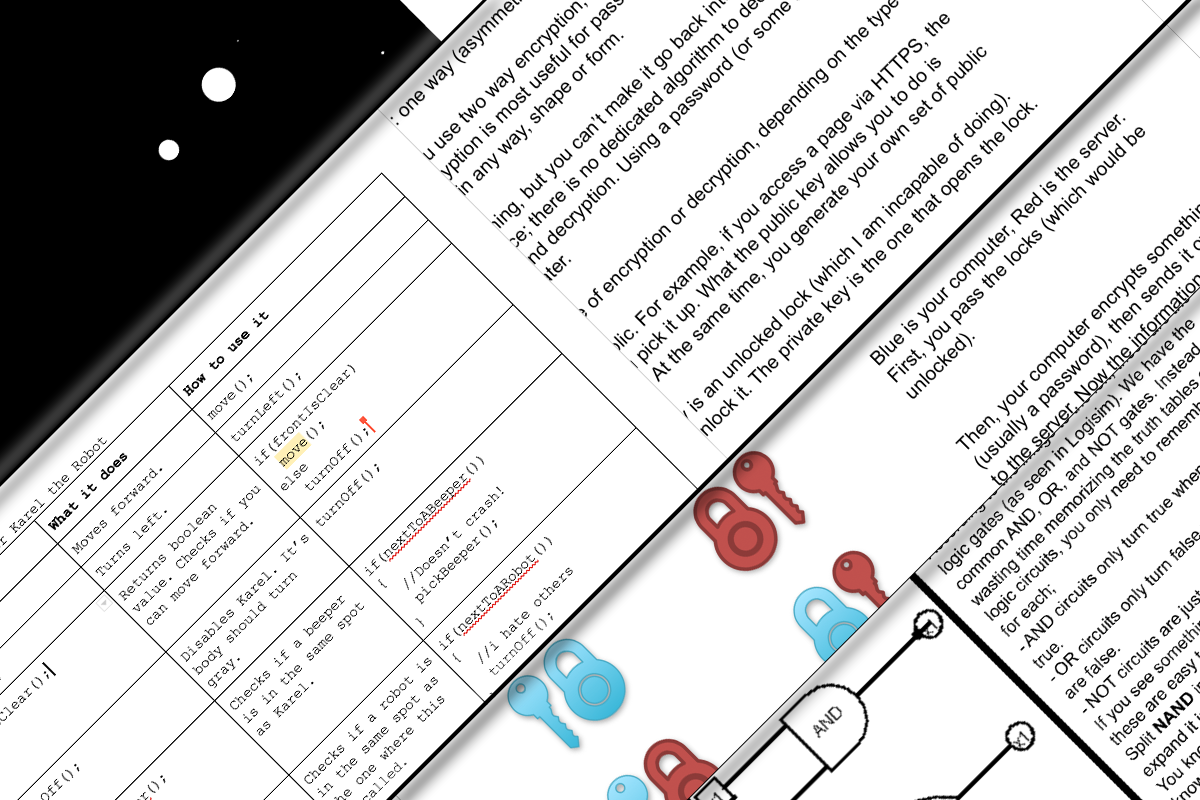 r Karel the Robot
What it does
How to use it
Moves forward.
move();
Turns left.
turnLeft();
Returns boolean
value. Checks if you
can move forward.
if(frontIsClear)
move();
else
turnOff();
Disables Karel. It's
body should turn
gray.
turnOff();
Checks if a beeper
is in the same spot
as Karel.
if(nextToABeeper())
{ //Doesn't crash!
pickBeeper();
}
Checks if a robot is
in the same spot as
he one where this
called.
if(nextToARobot())
{ //i hate others
turnOff();
Clear();
Off();
er();
: one way (asymmet
u use two way encryption,
yption is most useful for pass
in any way, shape or form.
ing, but you can't make it go back int
ce; there is no dedicated algorithm to de
nd decryption. Using a password (or some
ter.
e of encryption or decryption, depending on the type
lic. For example, if you access a page via HTTPS, the
pick it up. What the public key allows you to do is
At the same time, you generate your own set of public
y is an unlocked lock (which I am incapable of doing).
nlock it. The private key is the one that opens the lock.
Blue is your computer, Red is the server.
First, you pass the locks (which would be
unlocked).
Then, your computer encrypts somethin
(usually a password), then sends it o
to the server. Now the information
logic gates (as seen in Logisim). We have the
common AND, OR, and NOT gates. Instead
wasting time memorizing the truth tables
logic circuits, you only need to rememb
for each;
-AND circuits only turn true when
true.
-OR circuits only turn false
are false.
-NOT circuits are jus
If you see somethin
these are easy t
Split NAND in
expand it i
You kno
know
AND
x1